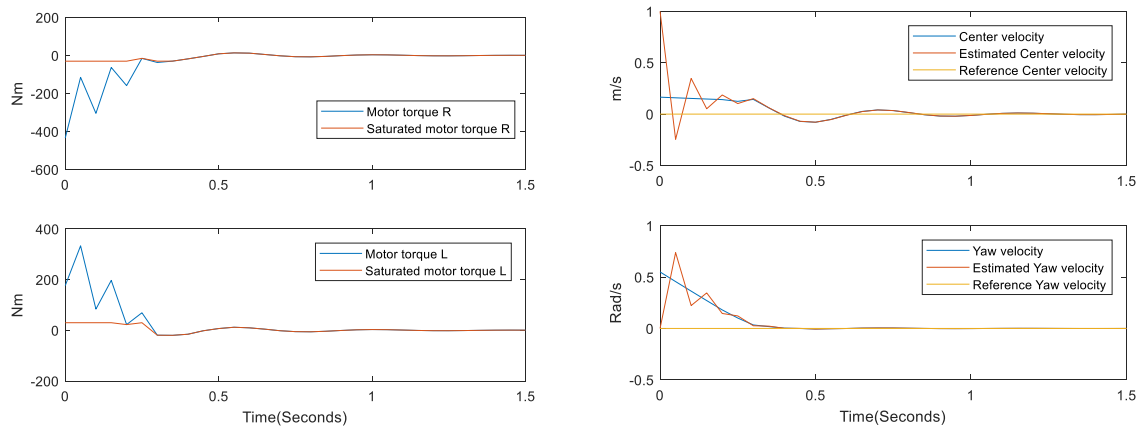 200
0
-200
-400
-600
Nm
Motor torque R
Saturated motor torque R
0
0.5
1
1.5
400
200
0
-200
Nm
Motor torque L
Saturated motor torque L
0
0.5
1
1.5
Time(Seconds)
1
0.5
0
-0.5
m/s
Center velocity
Estimated Center velocity
Reference Center velocity
0
0.5
1
1.5
1
0.5
0
-0.5
Rad/s
Yaw velocity
Estimated Yaw velocity
Reference Yaw velocity
0
0.5
1
1.5
Time(Seconds)